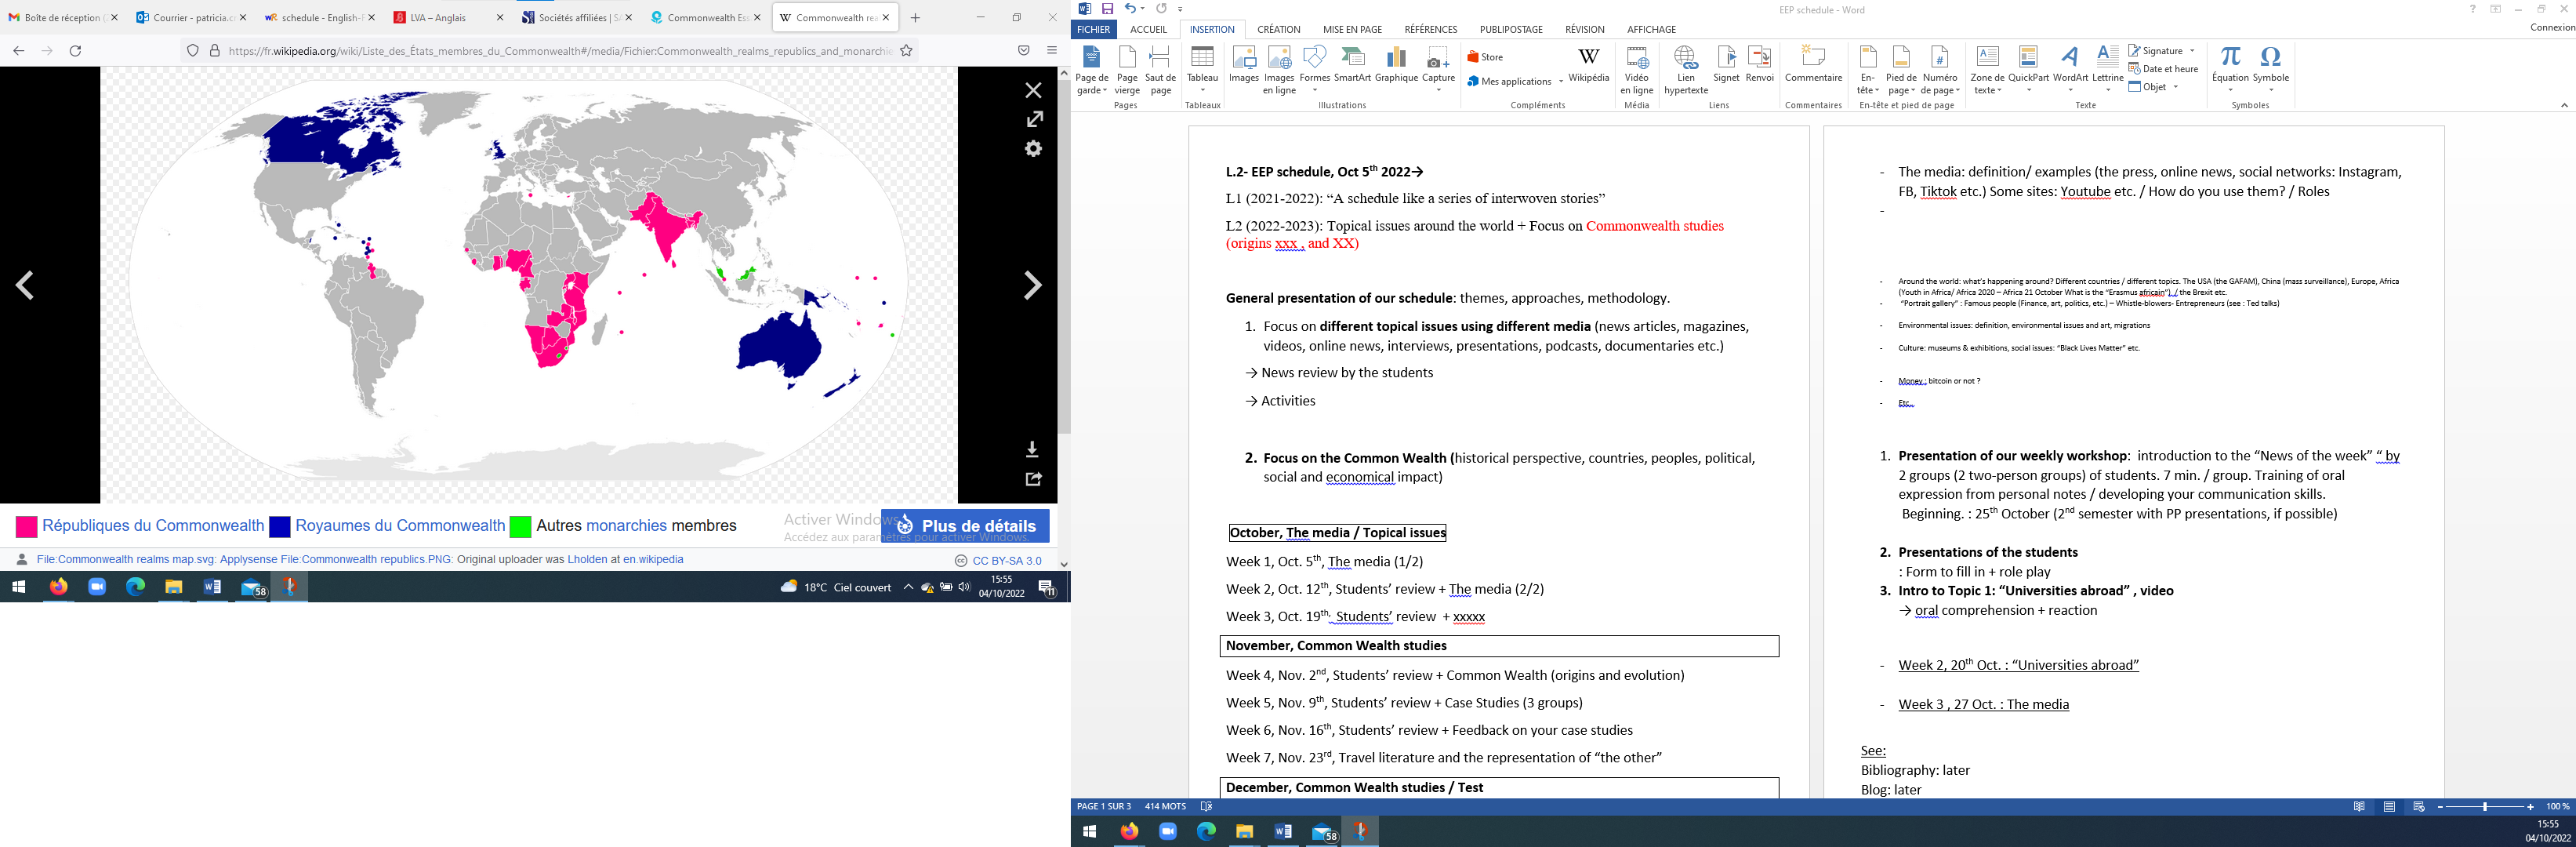 Boîte de réception (
Courrier - patricia.c
schedule - English-F
LVA – Anglais
Sociétés affiliées | S
Commonwealth Ess
Commonwealth rea
https://fr.wikipedia.org/wiki/Liste_des_États_membres_du_Commonwealth#/media/Fichier:Commonwealth_realms_republics_and_monarchie
Républiques du Commonwealth
Royaumes du Commonwealth
Autres monarchies membres
Activer Windows
Accédez aux paramètres pour activer Windows.
Plus de détails
File:Commonwealth realms map.svg: Applysense File:Commonwealth republics.PNG: Original uploader was Lholden at en.wikipedia
CC BY-SA 3.0
58
18°C Ciel couvert
15:55
04/10/2022
11
EEP schedule - Word
Connexion
FICHIER ACCUEIL INSERTION CRÉATION MISE EN PAGE RÉFÉRENCES PUBLIPOSTAGE RÉVISION AFFICHAGE
Page de garde
Page vierge
Saut de page
Pages
Tableau
Tableaux
Images
Images en ligne
Formes
SmartArt
Graphique
Capture
Illustrations
Store
Mes applications
Wikipédia
Compléments
Vidéo en ligne
Média
Lien hypertexte
Signet
Renvoi
Liens
Commentaire
Commentaires
En-tête
Pied de page
Numéro de page
En-tête et pied de page
Zone de texte
QuickPart
WordArt
Lettrine
Signature
Date et heure
Objet
Texte
Équation
Symbole
Symboles
L.2- EEP schedule, Oct 5th 2022→
L1 (2021-2022): “A schedule like a series of interwoven stories”
L2 (2022-2023): Topical issues around the world + Focus on Commonwealth studies
(origins xxx , and XX)
General presentation of our schedule: themes, approaches, methodology.
1. Focus on different topical issues using different media (news articles, magazines,
videos, online news, interviews, presentations, podcasts, documentaries etc.)
→ News review by the students
→ Activities
2. Focus on the Common Wealth (historical perspective, countries, peoples, political,
social and economical impact)
October, The media / Topical issues
Week 1, Oct. 5th, The media (1/2)
Week 2, Oct. 12th, Students’ review + The media (2/2)
Week 3, Oct. 19th, Students’ review + xxxxx
November, Common Wealth studies
Week 4, Nov. 2nd, Students’ review + Common Wealth (origins and evolution)
Week 5, Nov. 9th, Students’ review + Case Studies (3 groups)
Week 6, Nov. 16th, Students’ review + Feedback on your case studies
Week 7, Nov. 23rd, Travel literature and the representation of “the other”
December, Common Wealth studies / Test
- The media: definition/ examples (the press, online news, social networks: Instagram,
FB, Tiktok etc.) Some sites: Youtube etc. / How do you use them? / Roles
-
- Around the world: what’s happening around? Different countries / different topics. The USA (the GAFAM), China (mass surveillance), Europe, Africa
(Youth in Africa/ Africa 2020 – Africa 21 October What is the “Erasmus africain”), / the Brexit etc.
- “Portrait gallery” : Famous people (Finance, art, politics, etc.) – Whistle-blowers- Entrepreneurs (see : Ted talks)
- Environmental issues: definition, environmental issues and art, migrations
- Culture: museums & exhibitions, social issues: “Black Lives Matter” etc.
- Money : bitcoin or not ?
- Etc..
1. Presentation of our weekly workshop: introduction to the “News of the week” “ by
2 groups (2 two-person groups) of students. 7 min. / group. Training of oral
expression from personal notes / developing your communication skills.
Beginning. : 25th October (2nd semester with PP presentations, if possible)
2. Presentations of the students
: Form to fill in + role play
3. Intro to Topic 1: “Universities abroad” , video
→ oral comprehension + reaction
- Week 2, 20th Oct. : “Universities abroad”
- Week 3 , 27 Oct. : The media
See:
Bibliography: later
Blog: later
PAGE 1 SUR 3 414 MOTS
100 %
58
15:55
04/10/2022